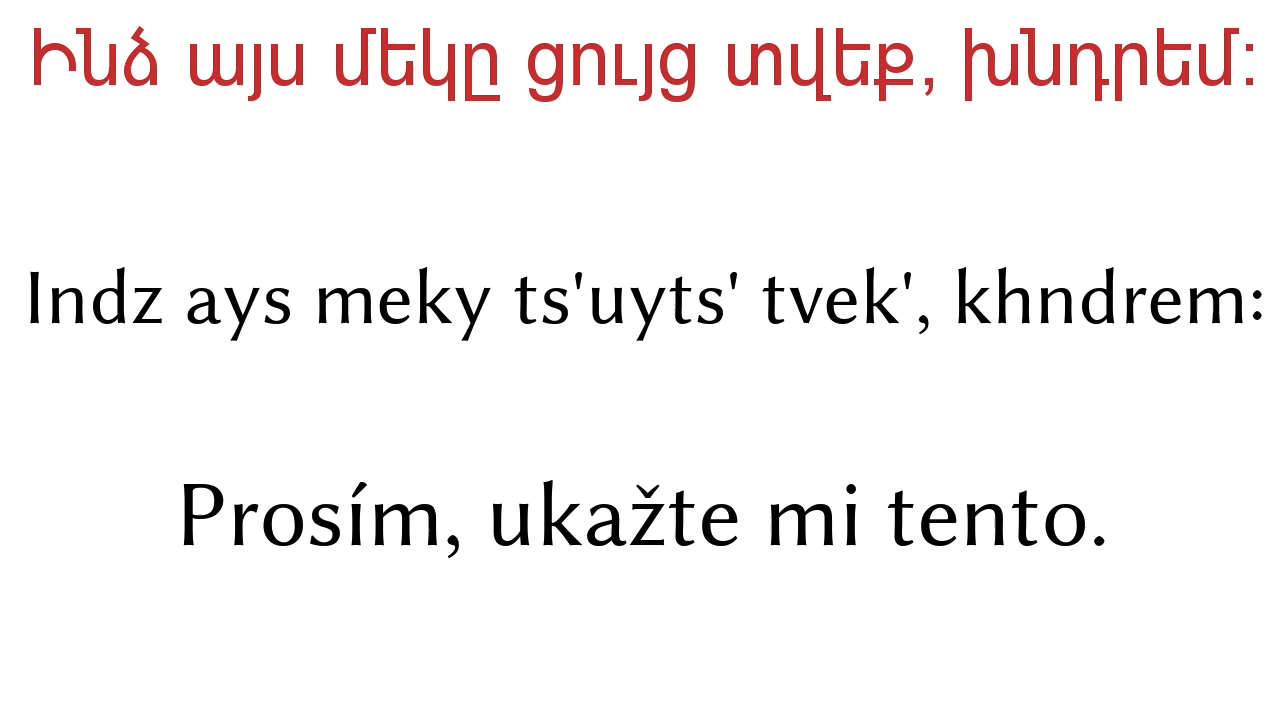 Ինձ այս մեկը ցույց տվեք, խնդրեմ։
Indz ays meky ts'uyts' tvek', khndrem։
Prosím, ukažte mi tento.